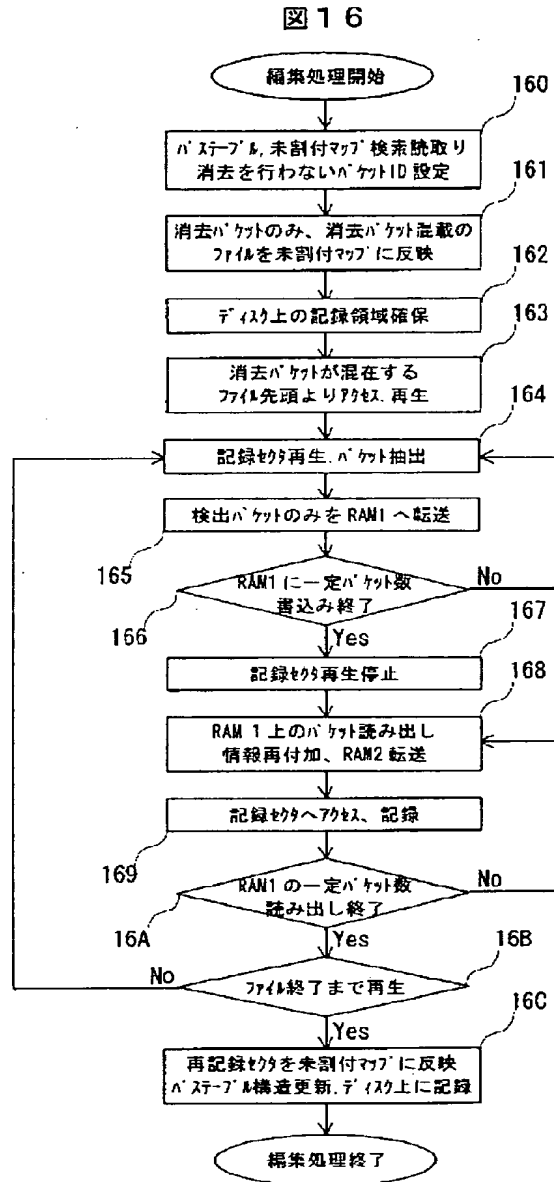 図16
編集処理開始
160
パステーブル,未割付マップ検索読取り
消去を行わないパケットID設定
161
消去パケットのみ、消去パケット混載の
ファイルを未割付マップに反映
162
ディスク上の記録領域確保
163
消去パケットが混在する
ファイル先頭よりアクセス、再生
164
記録セクタ再生、パケット抽出
検出パケットのみをRAM1へ転送
165
RAM1に一定パケット数
書込み終了
No
166
Yes
167
記録セクタ再生停止
168
RAM1上のパケット読み出し
情報再付加、RAM2転送
記録セクタへアクセス、記録
169
RAM1の一定パケット数
読み出し終了
No
16A
Yes
16B
No
ファイル終了まで再生
Yes
16C
再記録セクタを未割付マップに反映
パステーブル構造更新、ディスク上に記録
編集処理終了